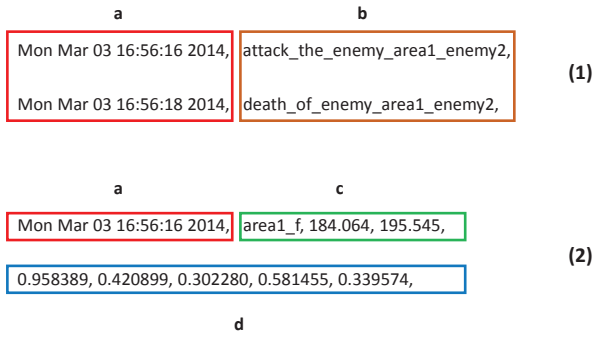 a b
Mon Mar 03 16:56:16 2014, attack_the_enemy_area1_enemy2,
(1)
Mon Mar 03 16:56:18 2014, death_of_enemy_area1_enemy2,
a c
Mon Mar 03 16:56:16 2014, area1_f, 184.064, 195.545,
(2)
0.958389, 0.420899, 0.302280, 0.581455, 0.339574,
d